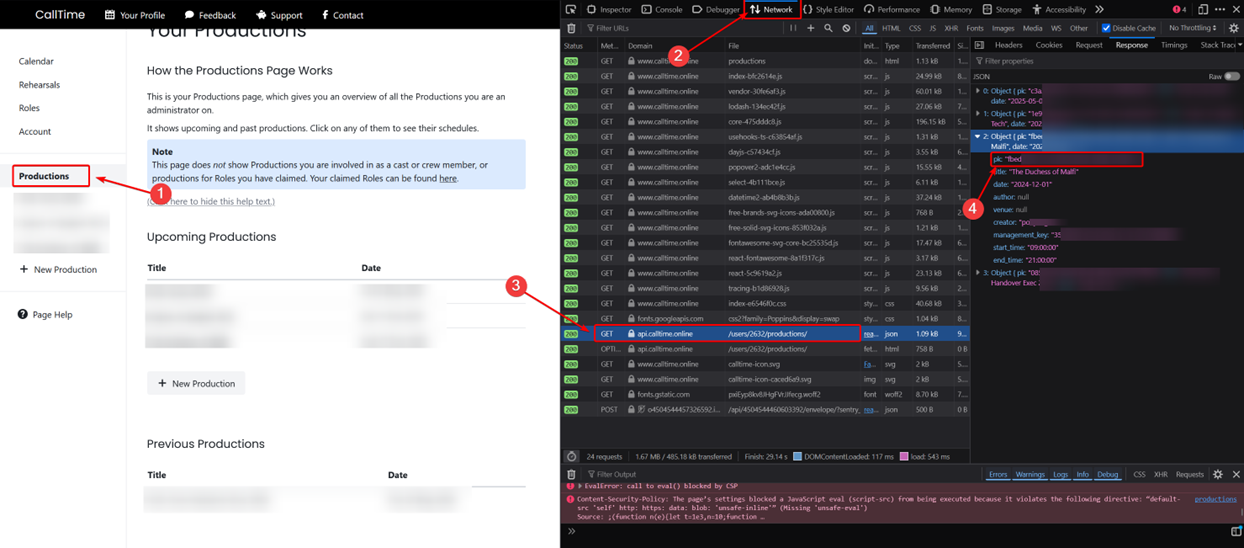 CallTime Your Profile Feedback Support Contact
Your Productions
Calendar
Rehearsals
Roles
Account
Productions
New Production
Page Help
How the Productions Page Works
This is your Productions page, which gives you an overview of all the Productions you are an
administrator on.
It shows upcoming and past productions. Click on any of them to see their schedules.
Note
This page does not show Productions you are involved in as a cast or crew member, or
productions for Roles you have claimed. Your claimed Roles can be found here.
here to hide this help text.)
1
Upcoming Productions
Title Date
+ New Production
Previous Productions
Title Date
Inspector Console Debugger Network Style Editor Performance Memory Storage Accessibility 4
2
Filter URLs All HTML CSS JS XHR Fonts Images Media WS Other Disable Cache No Throttling
Status Met... Domain File Init... Type Transferred Si...
200 GET www.calltime.online productions do... html 1.13 kB 1...
200 GET www.calltime.online index-bfc2614e.js scr... js 24.99 kB 8...
200 GET www.calltime.online vendor-30fe6af3.js scr... js 40.01 kB
200 GET www.calltime.online lodash-134ec42f.js scr... js 27.06 kB 7...
200 GET www.calltime.online core-475dddc8.js scr... js 196.15 kB 5...
200 GET www.calltime.online usehooks-ts-c63854af.js scr... js 1.31 kB
200 GET www.calltime.online dayjs-c57434cf.js scr... js 3.55 kB 6...
200 GET www.calltime.online popover2-adc1e4cc.js scr... js 15.55 kB 4...
200 GET www.calltime.online select-4b111bce.js scr... js 6.11 kB
200 GET www.calltime.online datetime2-ab4b8b3b.js scr... js 37.24 kB
200 GET www.calltime.online free-brands-svg-icons-ada00800.js scr... js 768 B 2...
200 GET www.calltime.online free-solid-svg-icons-853f032a.js scr... js 1.21 kB
200 GET www.calltime.online fontawesome-svg-core-bc25535d.js scr... js 17.47 kB
200 GET www.calltime.online react-fontawesome-8a1f317c.js scr... js 3.17 kB
200 GET www.calltime.online react-5c9619a2.js scr... js 23.13 kB
200 GET www.calltime.online tracing-b1d86928.js scr... js 9.56 kB
200 GET www.calltime.online index-e6546f0c.css sty... css 40.68 kB 3...
200 GET fonts.googleapis.com css2?family=Poppins&display=swap sty... css 1.04 kB 8...
3
200 GET api.calltime.online /users/2632/productions/ rea... json 1.09 kB 9...
200 OPTI... api.calltime.online /users/2632/productions/ fet... html 758 B 0 B
200 GET www.calltime.online calltime-icon.svg Fa... svg 2 kB 5...
200 GET www.calltime.online calltime-icon-caced6a9.svg img svg 2 kB
200 GET fonts.gstatic.com font woff2 8.70 kB 7...
200 POST o4504544457326592.i... /api/4504544460603392/envelope/?sentry_ rea... json 500 B 0 B
24 requests 1.67 MB / 485.18 kB transferred Finish: 29.14 s DOMContentLoaded: 117 ms load: 543 ms
Headers Cookies Request Response Timings Stack Trace
Filter properties
JSON Raw
0: Object { pk: "c3a
date: "2025-05-0
1: Object { pk: "1e9
Tech", date: "202
2: Object { pk: "fbed
Malfi", date: "202
pk: "fbed
title: "The Duchess of Malfi"
date: "2024-12-01"
4
author: null
venue: null
creator:
management_key: "35
start_time: "09:00:00"
end_time: "21:00:00"
3: Object { pk: "08
Handover Exec
Filter Output Errors Warnings Logs Info Debug CSS XHR Requests
EvalError: call to eval() blocked by CSP
Content-Security-Policy: The page's settings blocked a JavaScript eval (script-src) from being executed because it violates the following directive: "default- productions
src 'self' http: https: data: blob: 'unsafe-inline'" (Missing 'unsafe-eval')
Source: ;(function n(e){let t=1e3,n=10;function …